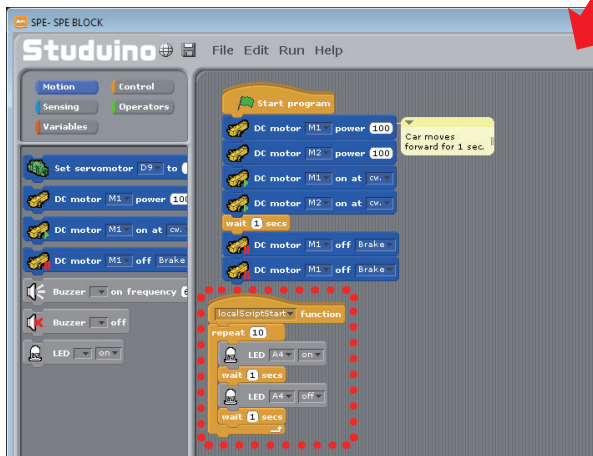 SPE- SPE BLOCK
Studuino File Edit Run Help
Motion Control
Sensing Operators
Variables
Set servomotor D9 to
DC motor M1 power 100
DC motor M1 on at cw.
DC motor M1 off Brake
Buzzer on frequency
Buzzer off
LED on
Start program
DC motor M1 power 100
DC motor M2 power 100
DC motor M1 on at cw.
DC motor M2 on at cw.
wait 1 secs
DC motor M1 off Brake
DC motor M1 off Brake
Car moves
forward for 1 sec.
localScriptStart function
repeat 10
LED A4 on
wait 1 secs
LED A4 off
wait 1 secs